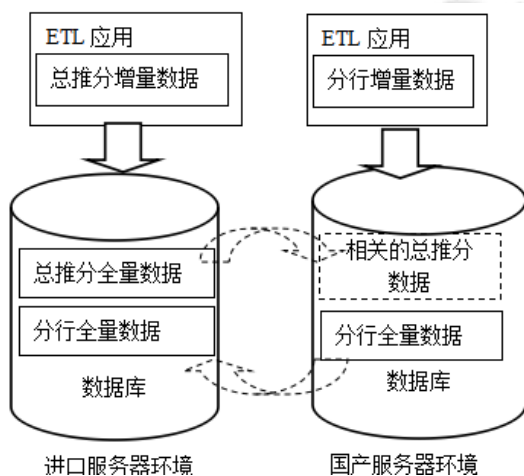 ETL 应用
总推分增量数据
ETL 应用
分行增量数据
总推分全量数据
分行全量数据
数据库
相关的总推分
数据
分行全量数据
数据库
进口服务器环境
国产服务器环境